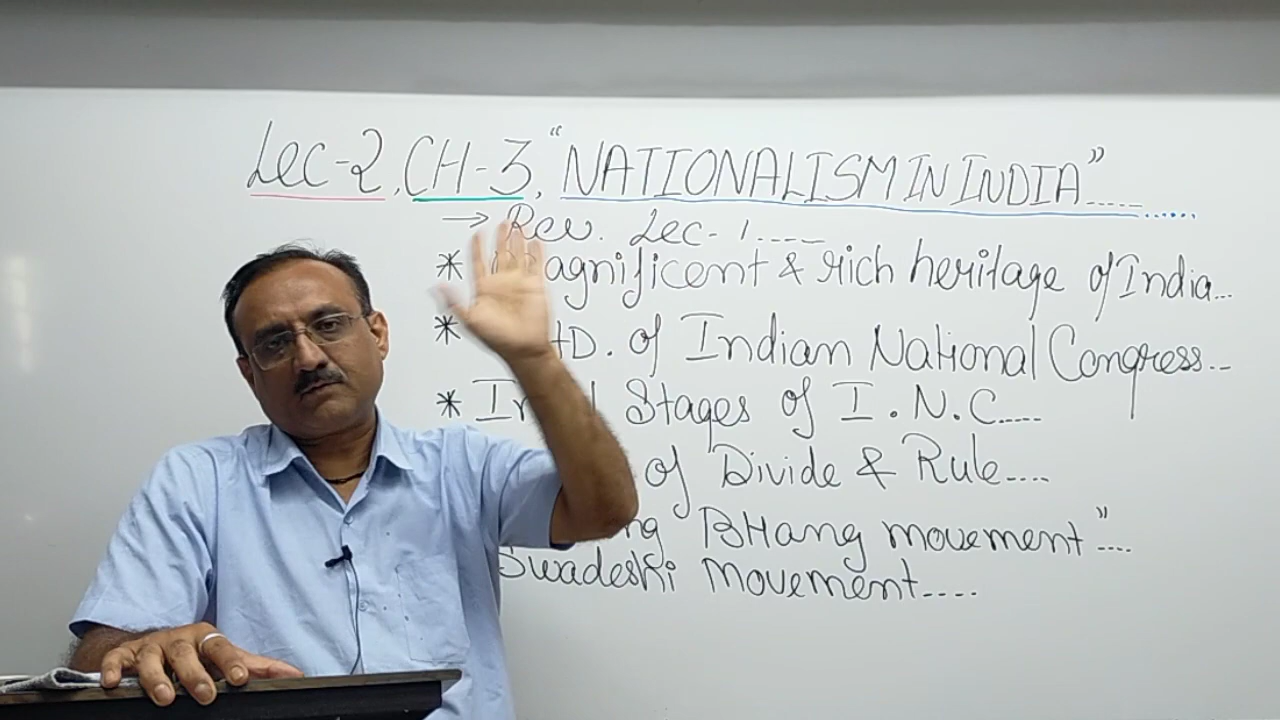 Lec-2, CH-3, "NATIONALISM IN INDIA".....
→ Rev. Lec-1.....
* Magnificent & rich heritage of India...
* of Indian National Congress...
* Stages of I.N.C....
of Divide & Rule....
"BHang movement"...
Swadeshi Movement....